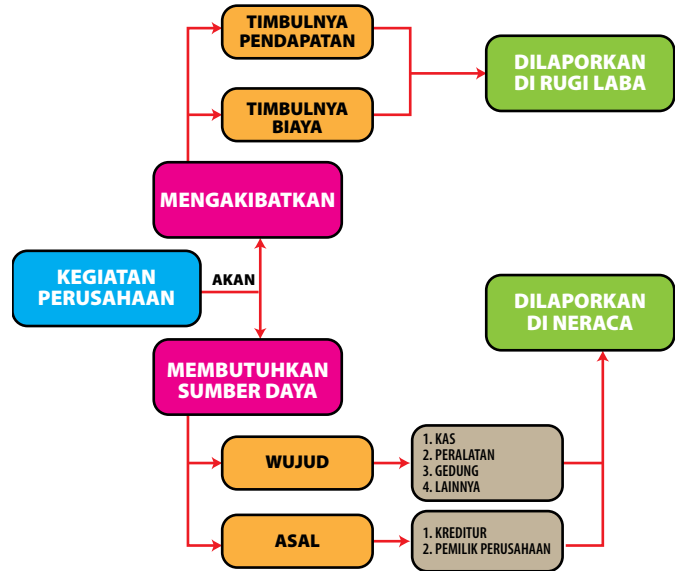 TIMBULNYA
PENDAPATAN
TIMBULNYA
BIAYA
DILAPORKAN
DI RUGI LABA
MENGAKIBATKAN
KEGIATAN
PERUSAHAAN
AKAN
DILAPORKAN
DI NERACA
MEMBUTUHKAN
SUMBER DAYA
WUJUD
1. KAS
2. PERALATAN
3. GEDUNG
4. LAINNYA
ASAL
1. KREDITUR
2. PEMILIK PERUSAHAAN